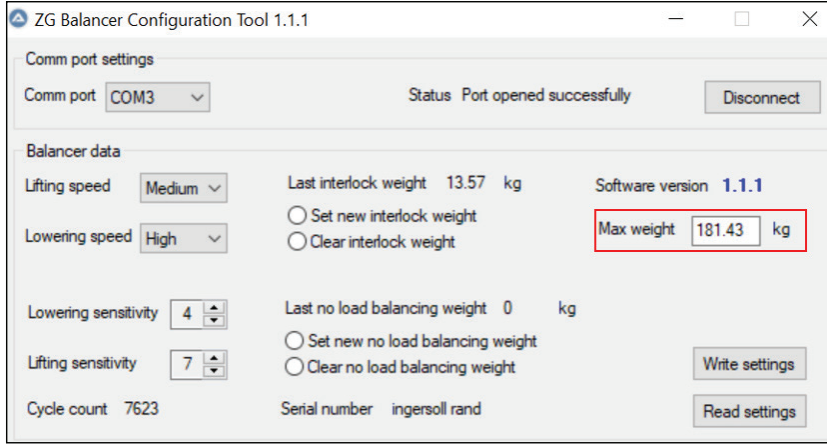 ZG Balancer Configuration Tool 1.1.1
Comm port settings
Comm port COM3 Status Port opened successfully Disconnect
Balancer data
Lifting speed Medium Last interlock weight 13.57 kg Software version 1.1.1
Set new interlock weight
Lowering speed High Clear interlock weight Max weight 181.43 kg
Lowering sensitivity 4 Last no load balancing weight 0 kg
Set new no load balancing weight
Lifting sensitivity 7 Clear no load balancing weight Write settings
Cycle count 7623 Serial number ingersoll rand Read settings